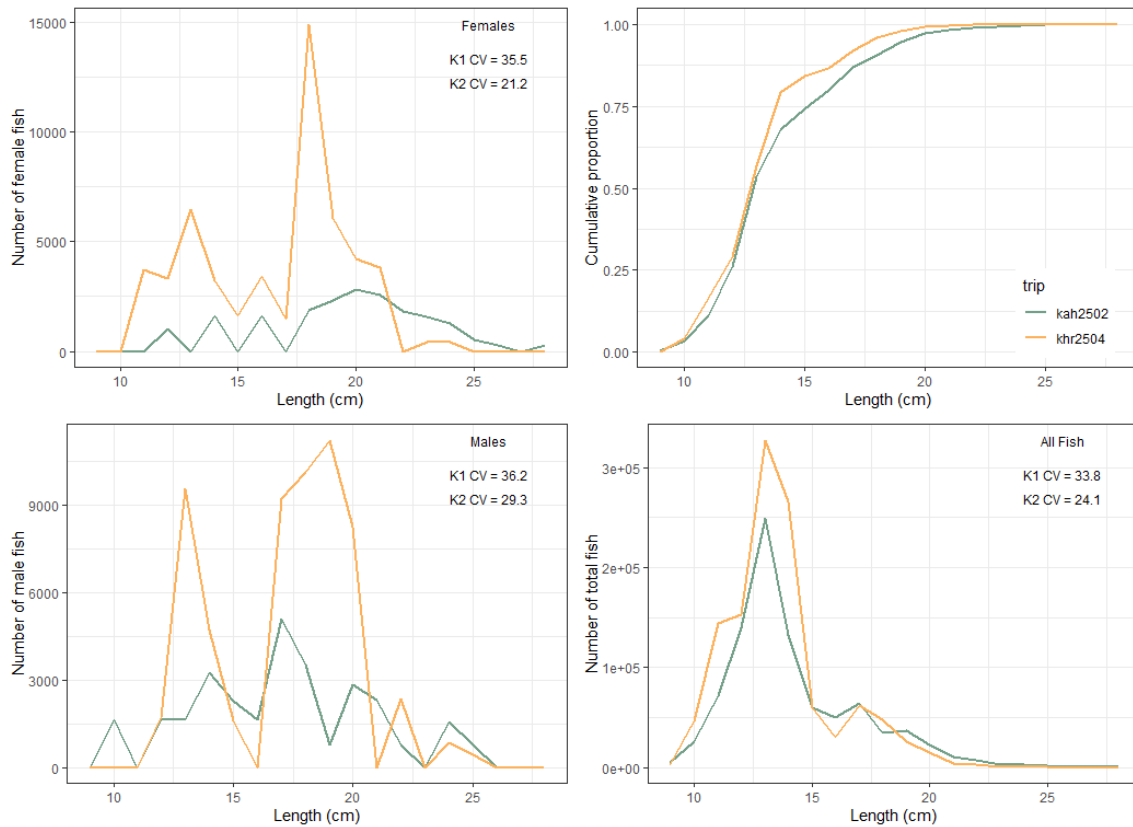 Females
K1 CV = 35.5
K2 CV = 21.2
15000
10000
5000
0
Number of female fish
10
15
20
25
Length (cm)
1.00
0.75
0.50
0.25
0.00
Cumulative proportion
trip
kah2502
khr2504
10
15
20
25
Length (cm)
Males
K1 CV = 36.2
K2 CV = 29.3
9000
6000
3000
0
Number of male fish
10
15
20
25
Length (cm)
All Fish
K1 CV = 33.8
K2 CV = 24.1
3e+05
2e+05
1e+05
0e+00
Number of total fish
10
15
20
25
Length (cm)